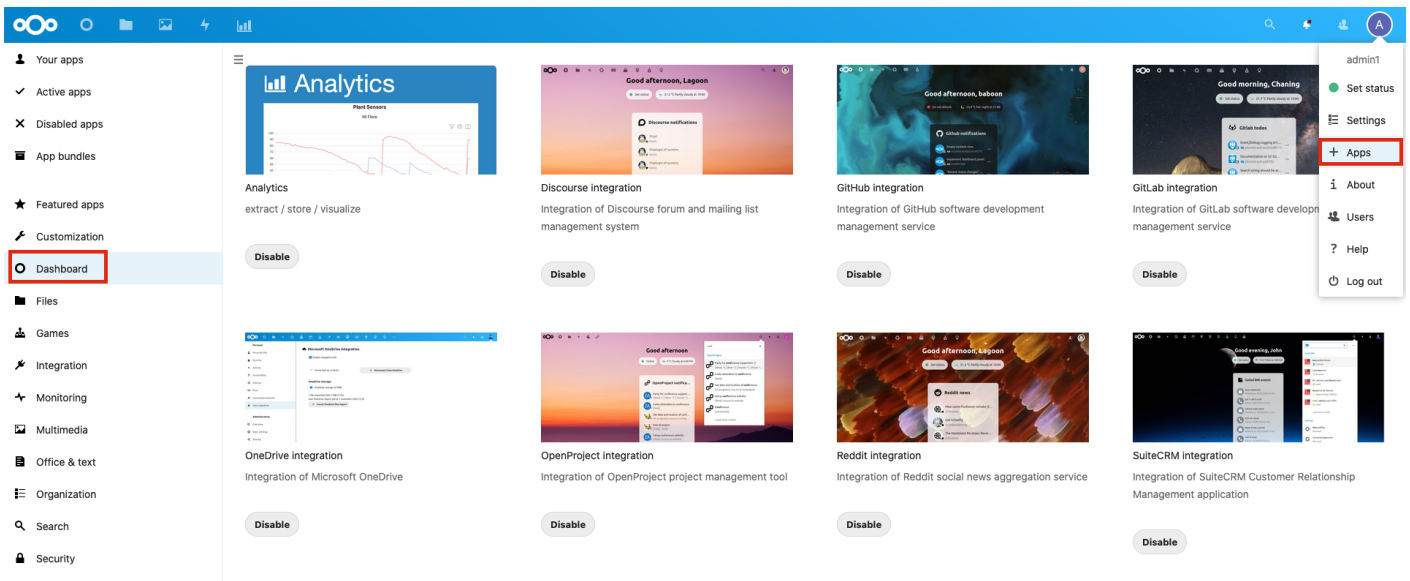 Your apps
Active apps
Disabled apps
App bundles
Featured apps
Customization
Dashboard
Files
Games
Integration
Monitoring
Multimedia
Office & text
Organization
Search
Security
A
admin1
Set status
Settings
Apps
About
Users
Help
Log out
Analytics
Plant Sensors
Mi Flora
Analytics
extract / store / visualize
Disable
Good afternoon, Lagoon
Discourse notifications
Discourse integration
Integration of Discourse forum and mailing list
management system
Disable
Good afternoon, baboon
GitHub notifications
GitHub integration
Integration of GitHub software development
management service
Disable
Good morning, Chaning
GitLab todos
GitLab integration
Integration of GitLab software
management service
Disable
Microsoft OneDrive integration
OneDrive integration
Integration of Microsoft OneDrive
Disable
Good afternoon
OpenProject integration
Integration of OpenProject project management tool
Disable
Good afternoon, Lagoon
Reddit news
Reddit integration
Integration of Reddit social news aggregation service
Disable
Good evening, John
SuiteCRM integration
Integration of SuiteCRM Customer Relationship
Management application
Disable